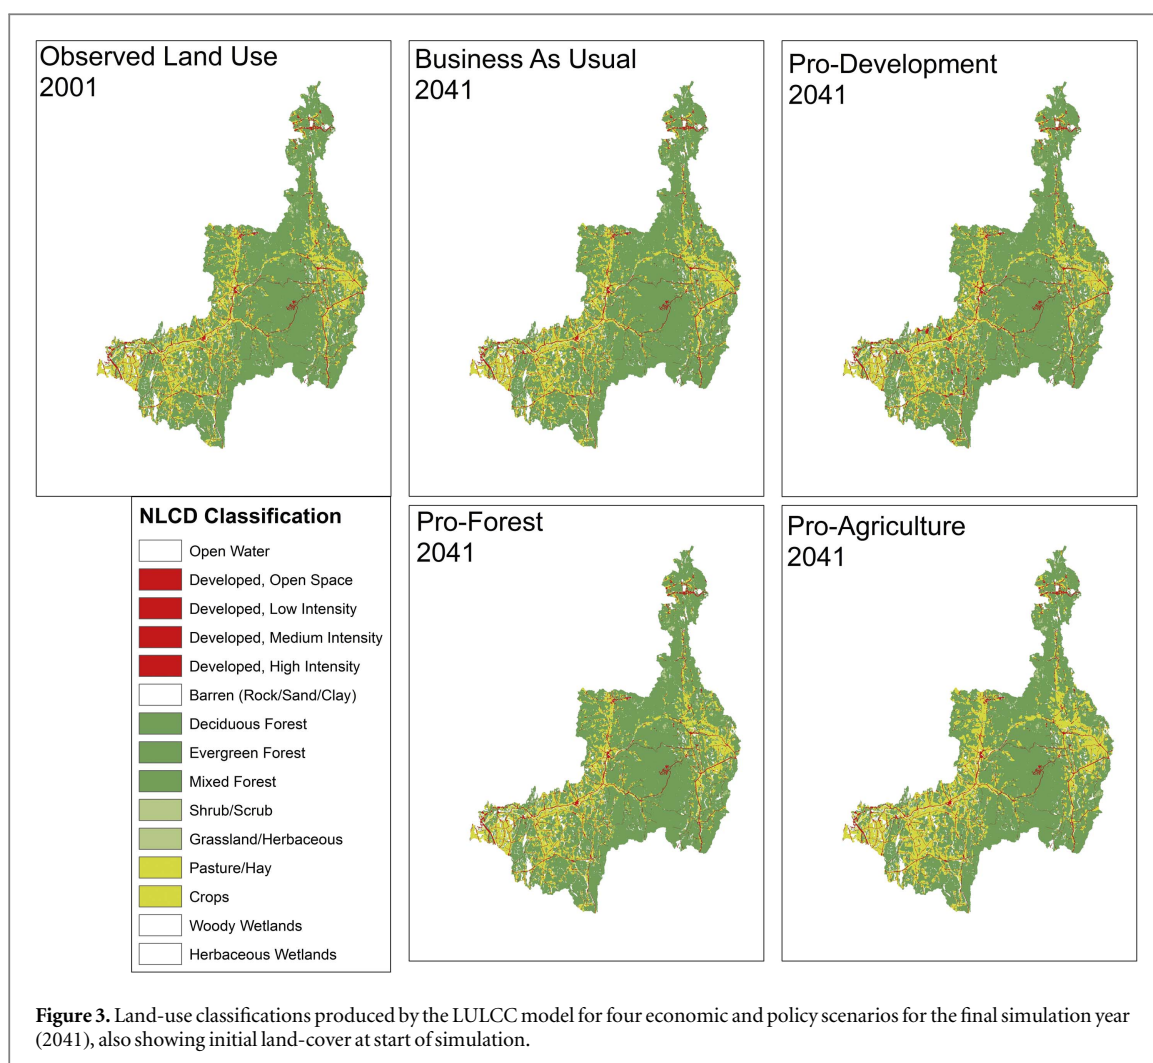 Observed Land Use
2001
Business As Usual
2041
Pro-Development
2041
NLCD Classification
Open Water
Developed, Open Space
Developed, Low Intensity
Developed, Medium Intensity
Developed, High Intensity
Barren (Rock/Sand/Clay)
Deciduous Forest
Evergreen Forest
Mixed Forest
Shrub/Scrub
Grassland/Herbaceous
Pasture/Hay
Crops
Woody Wetlands
Herbaceous Wetlands
Pro-Forest
2041
Pro-Agriculture
2041
Figure 3. Land-use classifications produced by the LULCC model for four economic and policy scenarios for the final simulation year
(2041), also showing initial land-cover at start of simulation.